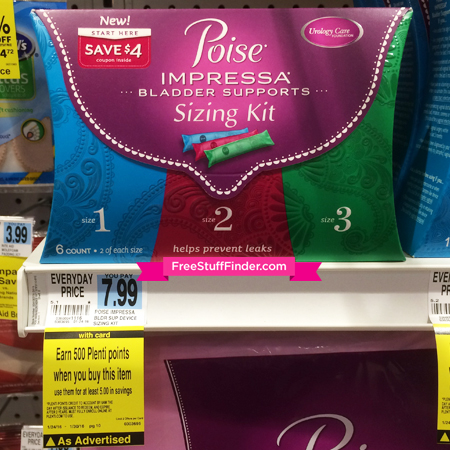 New!
START HERE
SAVE $4
coupon inside
Poise
IMPRESSA
BLADDER SUPPORTS
Sizing Kit
Urology Care
FOUNDATION
size 1
size 2
size 3
6 COUNT • 2 of each size
helps prevent leaks
FreeStuffFinder.com
3.99
EVERYDAY
PRICE
YOU PAY
7.99
POISE IMPRESSA,
BLDR SUP DEVICE
SIZING KIT
with card
Earn 500 Plenti points
when you buy this item
use them for at least 5.00 in savings
As Advertised
EVERYDAY
PRICE
Poise